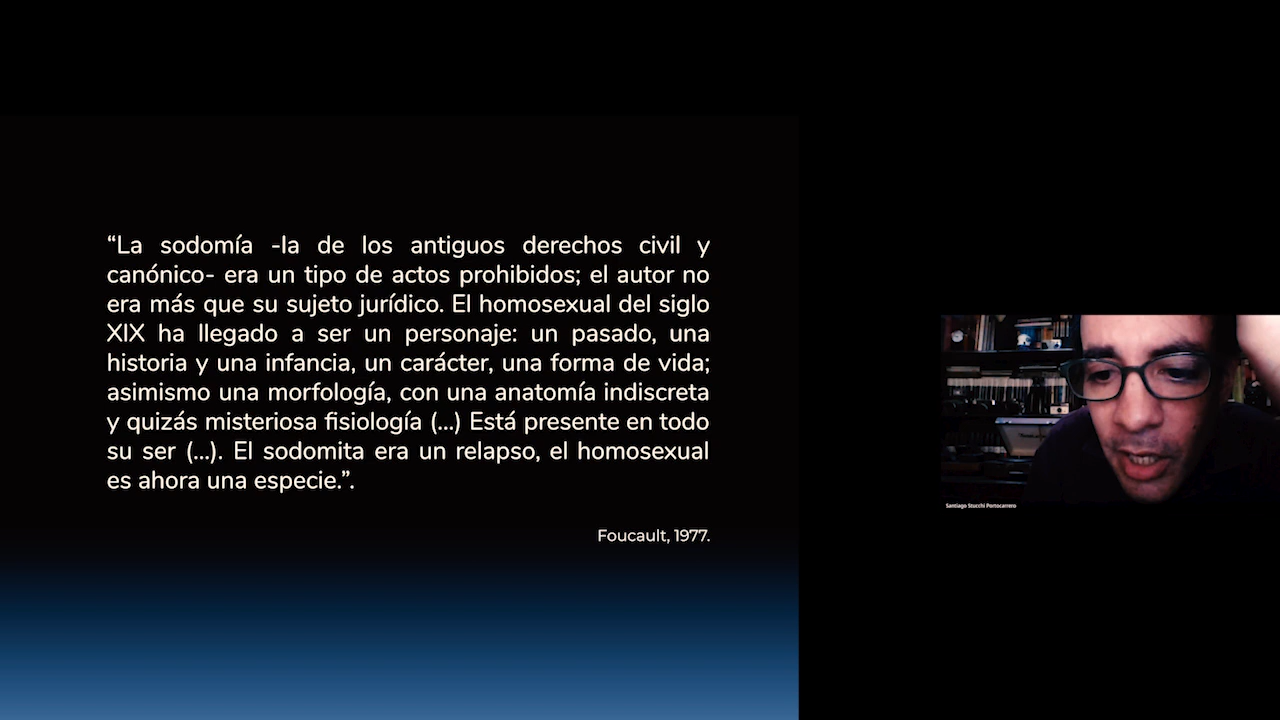 “La sodomía -la de los antiguos derechos civil y
canónico- era un tipo de actos prohibidos; el autor no
era más que su sujeto jurídico. El homosexual del siglo
XIX ha llegado a ser un personaje: un pasado, una
historia y una infancia, un carácter, una forma de vida;
asimismo una morfología, con una anatomía indiscreta
y quizás misteriosa fisiología (...) Está presente en todo
su ser (...). El sodomita era un relapso, el homosexual
es ahora una especie.”.
Foucault, 1977.
Santiago Stucchi Portocarrero